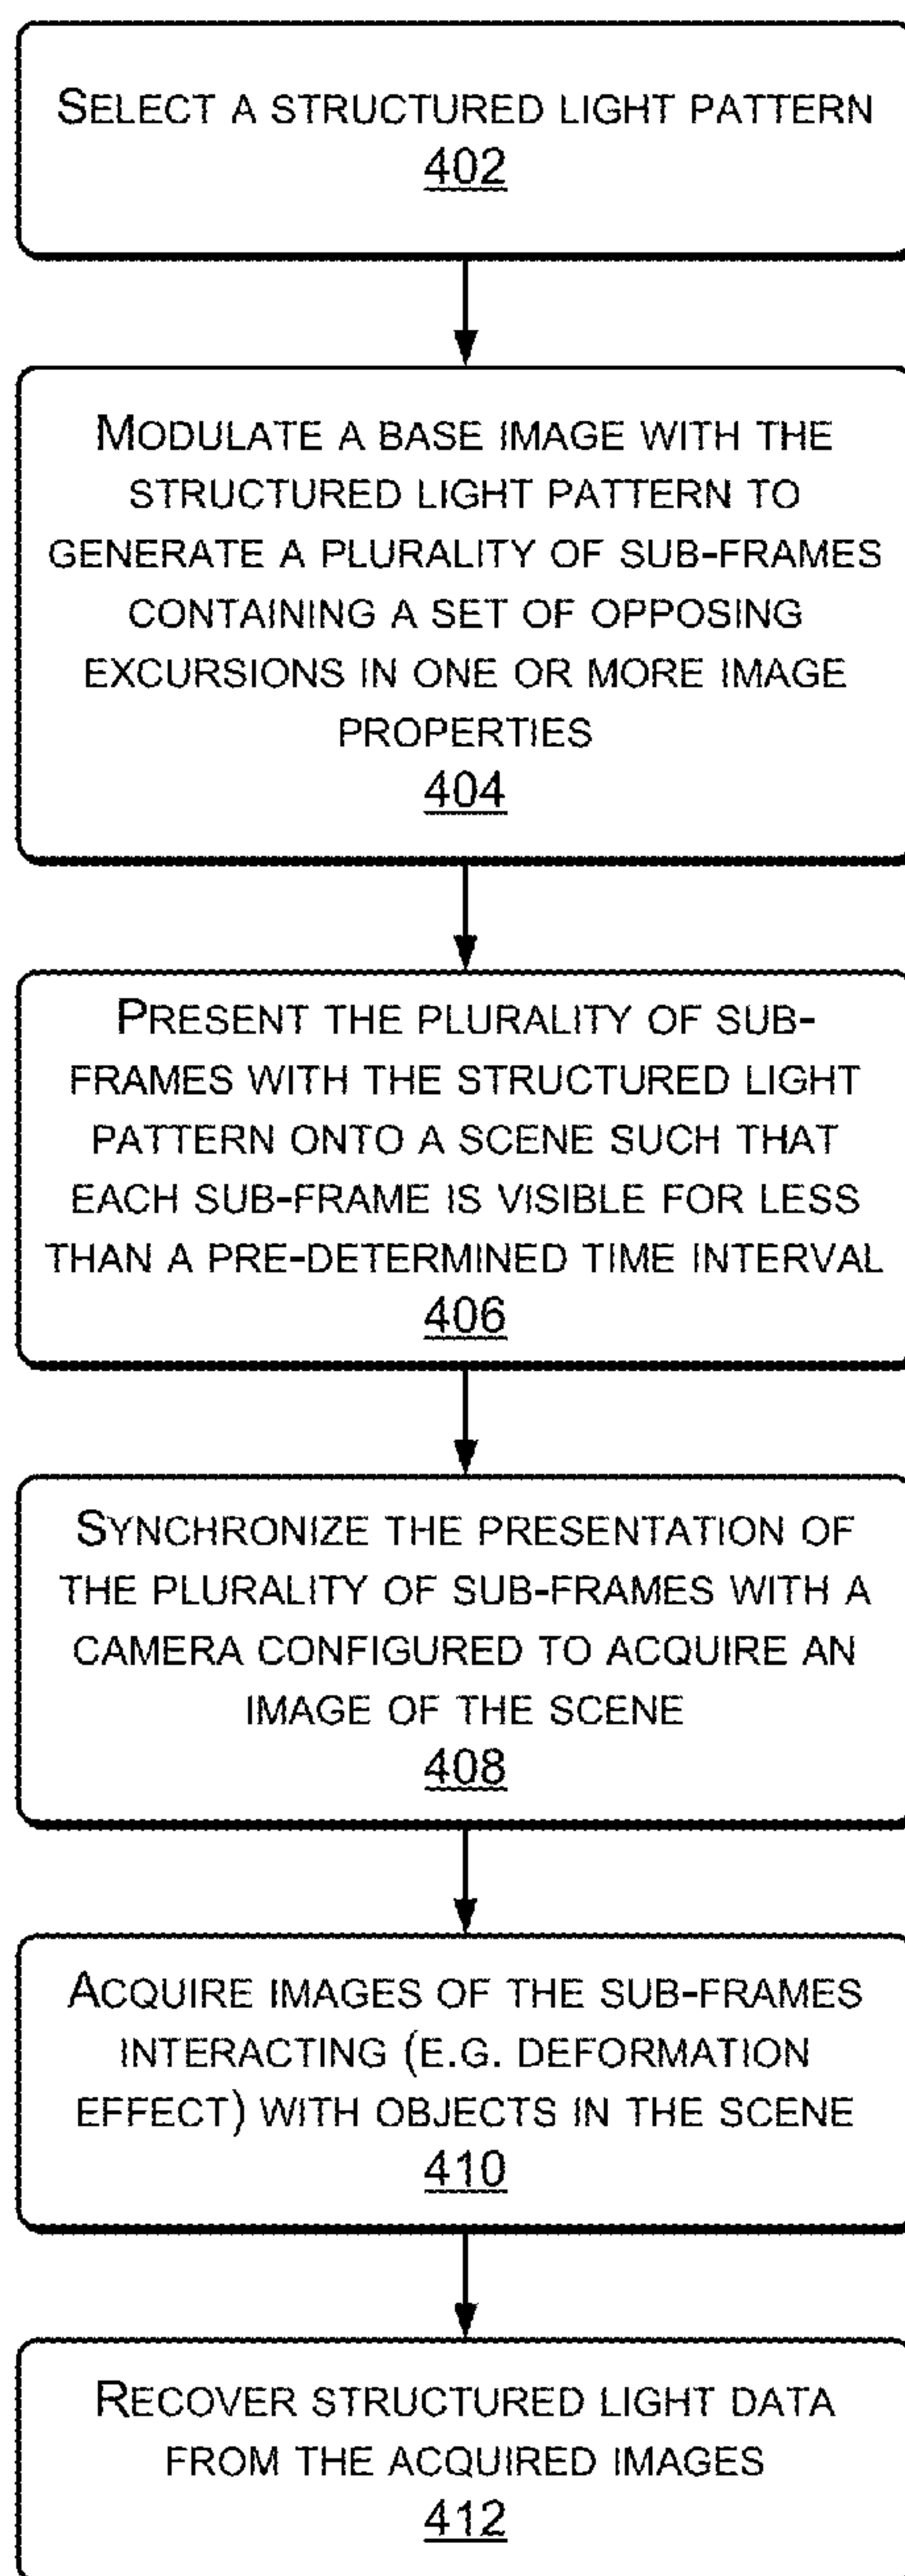 SELECT A STRUCTURED LIGHT PATTERN
402
MODULATE A BASE IMAGE WITH THE
STRUCTURED LIGHT PATTERN TO
GENERATE A PLURALITY OF SUB-FRAMES
CONTAINING A SET OF OPPOSING
EXCURSIONS IN ONE OR MORE IMAGE
PROPERTIES
404
PRESENT THE PLURALITY OF SUB-
FRAMES WITH THE STRUCTURED LIGHT
PATTERN ONTO A SCENE SUCH THAT
EACH SUB-FRAME IS VISIBLE FOR LESS
THAN A PRE-DETERMINED TIME INTERVAL
406
SYNCHRONIZE THE PRESENTATION OF
THE PLURALITY OF SUB-FRAMES WITH A
CAMERA CONFIGURED TO ACQUIRE AN
IMAGE OF THE SCENE
408
ACQUIRE IMAGES OF THE SUB-FRAMES
INTERACTING (E.G. DEFORMATION
EFFECT) WITH OBJECTS IN THE SCENE
410
RECOVER STRUCTURED LIGHT DATA
FROM THE ACQUIRED IMAGES
412